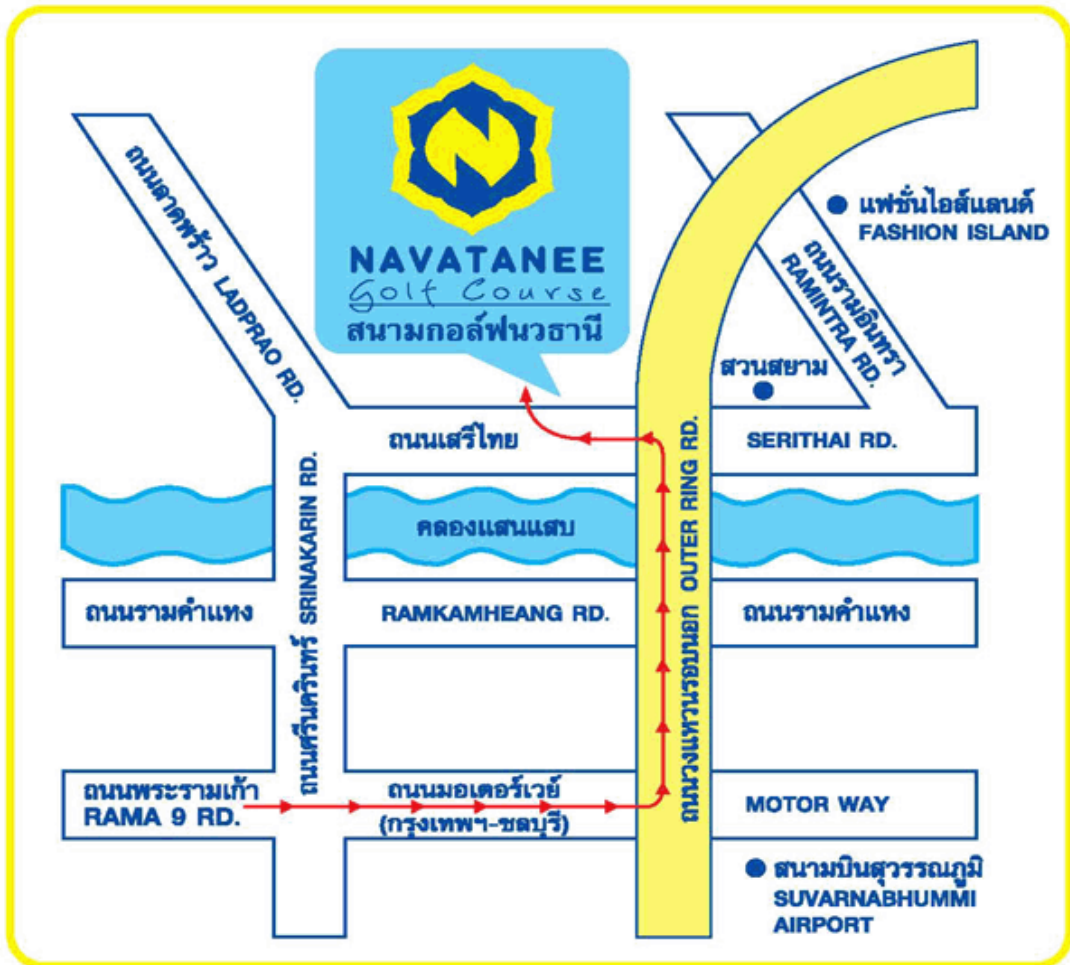 NAVATANEE
Golf Course
สนามกอล์ฟนวธานี
ถนนลาดพร้าว LADPRAO RD.
แฟชั่นไอส์แลนด์
FASHION ISLAND
ถนนรามอินทรา
RAMINTRA RD.
สวนสยาม
ถนนเสรีไทย
SERITHAI RD.
คลองแสนแสบ
ถนนศรีนครินทร์ SRINAKARIN RD.
ถนนวงแหวนรอบนอก OUTER RING RD.
ถนนรามคำแหง
RAMKAMHEANG RD.
ถนนรามคำแหง
ถนนพระรามเก้า
RAMA 9 RD.
ถนนมอเตอร์เวย์
(กรุงเทพฯ-ชลบุรี)
MOTOR WAY
สนามบินสุวรรณภูมิ
SUVARNABHUMMI
AIRPORT